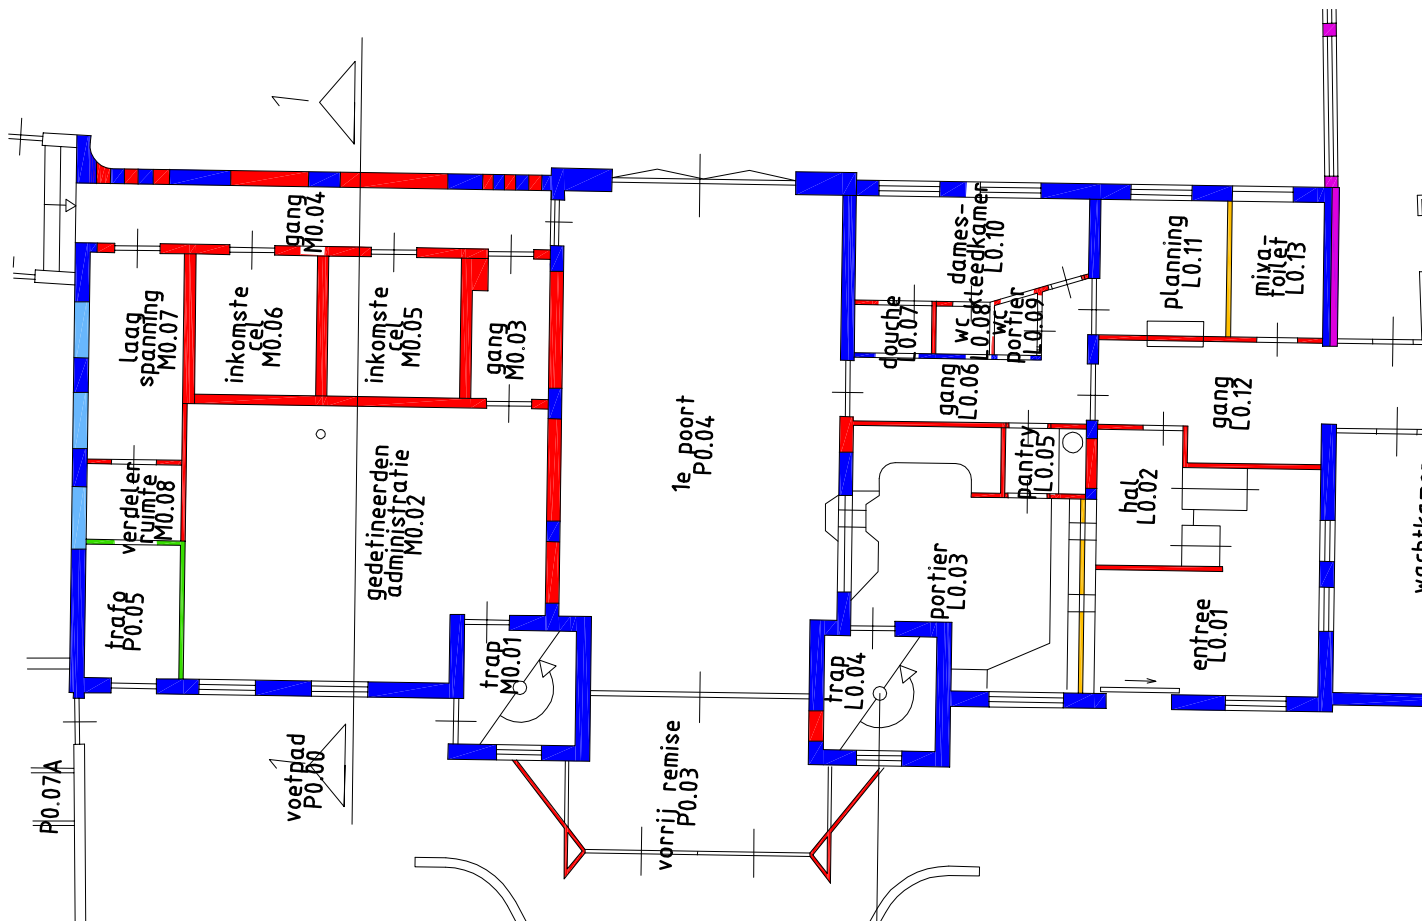 1
gang
M0.04
laag
spanning
M0.07
inkomste
cel
M0.06
inkomste
cel
M0.05
gang
M0.03
verdeler
ruimte
M0.08
gedetineerden
administratie
M0.02
trafo
P0.05
trap
M0.01
voetpad
P0.00
1
P0.07A
1e poort
P0.04
vorrij remise
P0.03
dames-
kleedkamer
L0.10
douche
L0.07
wc
L0.08
wc
portier
L0.09
gang
L0.06
planning
L0.11
miva-
toilet
L0.13
gang
L0.12
pantry
L0.05
hal
L0.02
portier
L0.03
trap
L0.04
entree
L0.01